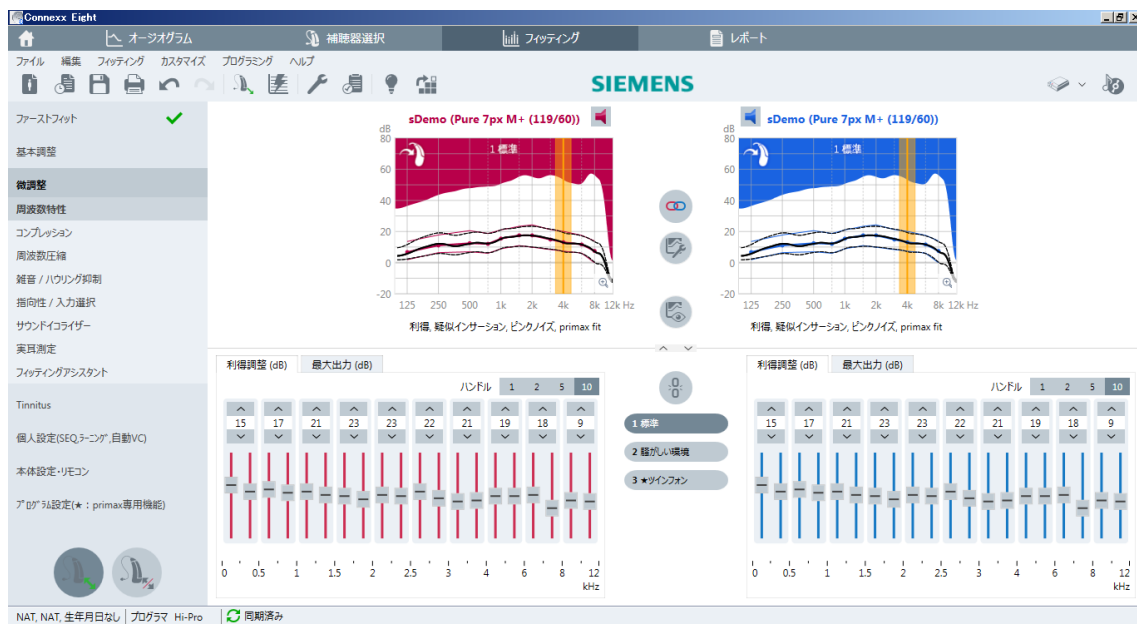 Connexx Eight
オージオグラム 補聴器選択 フィッティング レポート
ファイル 編集 フィッティング カスタマイズ プログラミング ヘルプ
SIEMENS
ファーストフィット
基本調整
微調整
周波数特性
コンプレッション
周波数圧縮
雑音 / ハウリング抑制
指向性 / 入力選択
サウンドイコライザー
実耳測定
フィッティングアシスタント
Tinnitus
個人設定(SEQ,ラーニング,自動VC)
本体設定・リモコン
プログラム設定(★:primax専用機能)
sDemo (Pure 7px M+ (119/60))
dB
80
60
40
20
0
-20
1 標準
125 250 500 1k 2k 4k 8k 12k Hz
利得, 疑似インサーション, ピンクノイズ, primax fit
sDemo (Pure 7px M+ (119/60))
dB
80
60
40
20
0
-20
1 標準
125 250 500 1k 2k 4k 8k 12k Hz
利得, 疑似インサーション, ピンクノイズ, primax fit
利得調整 (dB) 最大出力 (dB)
ハンドル 1 2 5 10
15 17 21 23 23 22 21 19 18 9
0 0.5 1 1.5 2 2.5 3 4 6 8 12
kHz
1 標準
2 騒がしい環境
3 ★ツインフォン
利得調整 (dB) 最大出力 (dB)
ハンドル 1 2 5 10
15 17 21 23 23 22 21 19 18 9
0 0.5 1 1.5 2 2.5 3 4 6 8 12
kHz
NAT, NAT, 生年月日なし プログラマ Hi-Pro 同期済み